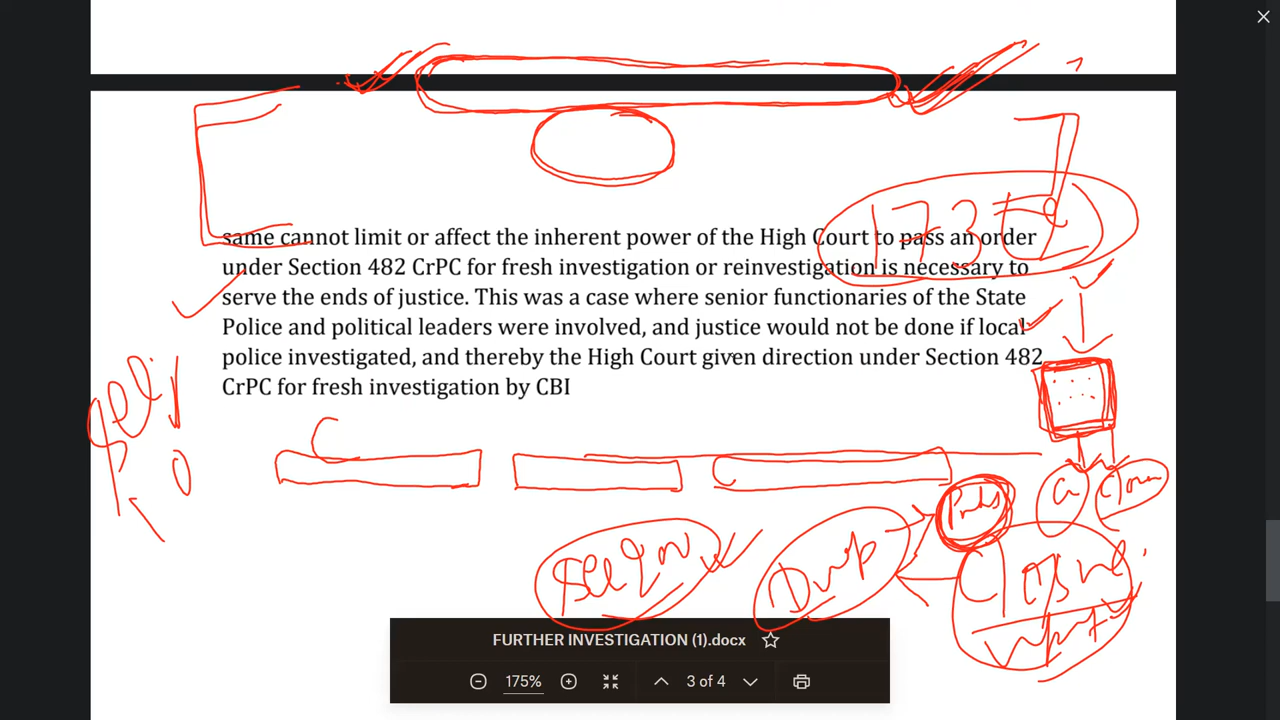 173
same cannot limit or affect the inherent power of the High Court to pass an order
under Section 482 CrPC for fresh investigation or reinvestigation is necessary to
serve the ends of justice. This was a case where senior functionaries of the State
Police and political leaders were involved, and justice would not be done if local
police investigated, and thereby the High Court given direction under Section 482
CrPC for fresh investigation by CBI
FURTHER INVESTIGATION (1).docx
175%
3 of 4